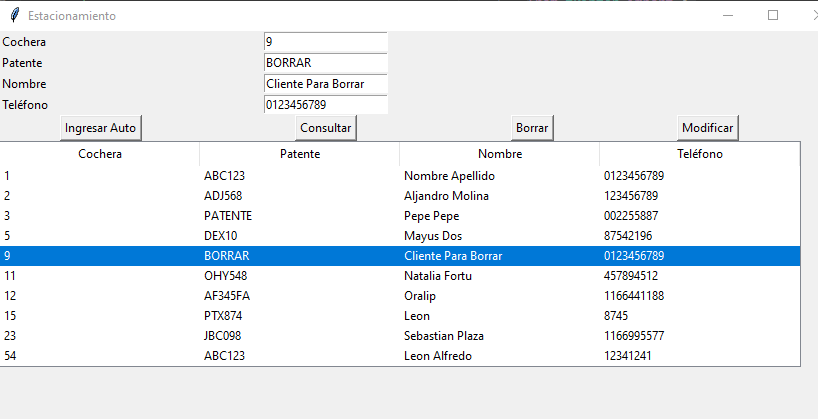 Estacionamiento
Cochera 9
Patente BORRAR
Nombre Cliente Para Borrar
Teléfono 0123456789
Ingresar Auto Consultar Borrar Modificar
Cochera Patente Nombre Teléfono
1 ABC123 Nombre Apellido 0123456789
2 ADJ568 Aljandro Molina 123456789
3 PATENTE Pepe Pepe 002255887
5 DEX10 Mayus Dos 87542196
9 BORRAR Cliente Para Borrar 0123456789
11 OHY548 Natalia Fortu 457894512
12 AF345FA Oralip 1166441188
15 PTX874 Leon 8745
23 JBC098 Sebastian Plaza 1166995577
54 ABC123 Leon Alfredo 12341241